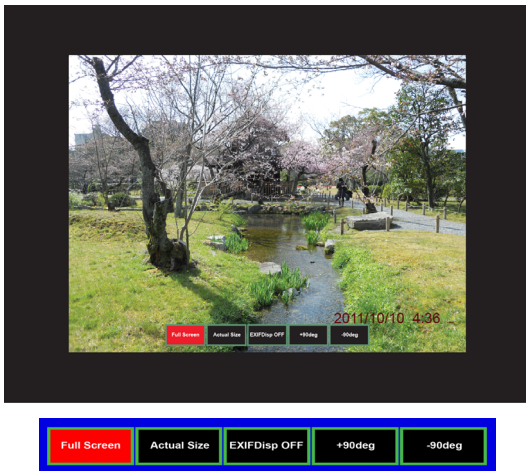 2011/10/10 4:36
Full Screen Actual Size EXIFDisp OFF +90deg -90deg
Full Screen Actual Size EXIFDisp OFF +90deg -90deg